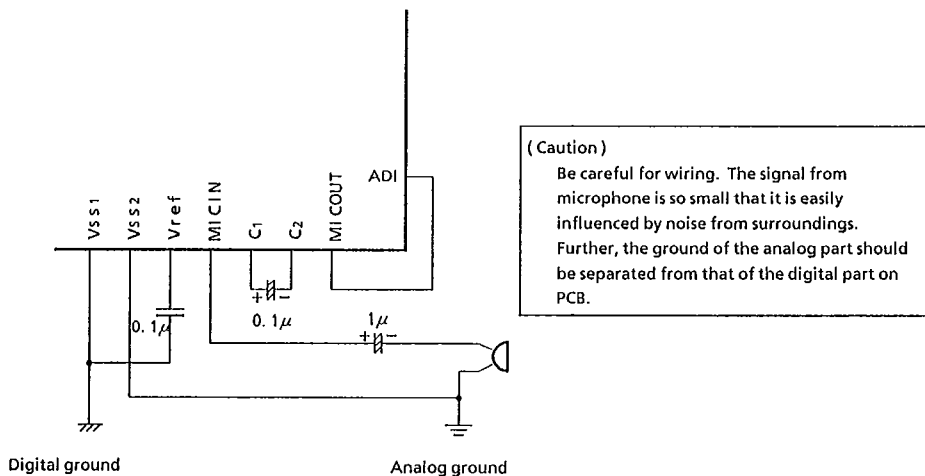 VSS1
VSS2
Vref
MICIN
C1
C2
MICOUT
ADI
+ -
0.1μ
0.1μ
1μ
+ -
Digital ground
Analog ground
(Caution)
Be careful for wiring. The signal from
microphone is so small that it is easily
influenced by noise from surroundings.
Further, the ground of the analog part should
be separated from that of the digital part on
PCB.